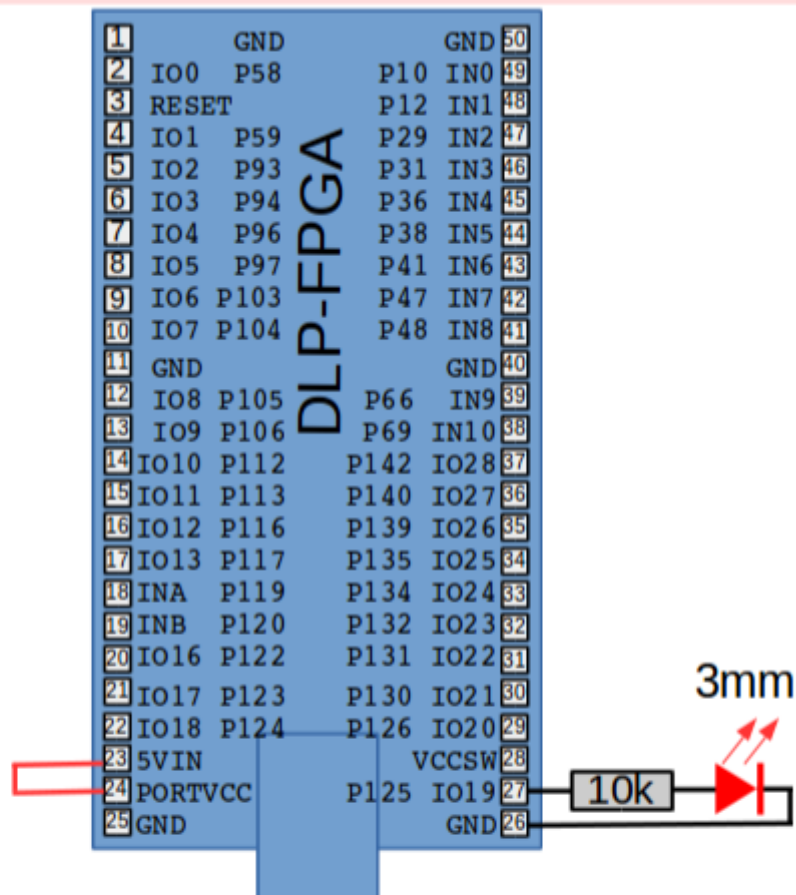 1 GND GND 50
2 IO0 P58 P10 IN0 49
3 RESET P12 IN1 48
4 IO1 P59 P29 IN2 47
5 IO2 P93 P31 IN3 46
6 IO3 P94 P36 IN4 45
7 IO4 P96 P38 IN5 44
8 IO5 P97 P41 IN6 43
9 IO6 P103 P47 IN7 42
10 IO7 P104 P48 IN8 41
11 GND GND 40
12 IO8 P105 P66 IN9 39
13 IO9 P106 P69 IN10 38
14 IO10 P112 P142 IO28 37
15 IO11 P113 P140 IO27 36
16 IO12 P116 P139 IO26 35
17 IO13 P117 P135 IO25 34
18 INA P119 P134 IO24 33
19 INB P120 P132 IO23 32
20 IO16 P122 P131 IO22 31
21 IO17 P123 P130 IO21 30
22 IO18 P124 P126 IO20 29
23 5VIN VCCSW 28
24 PORTVCC P125 IO19 27
25 GND GND 26
DLP-FPGA
3mm
10k